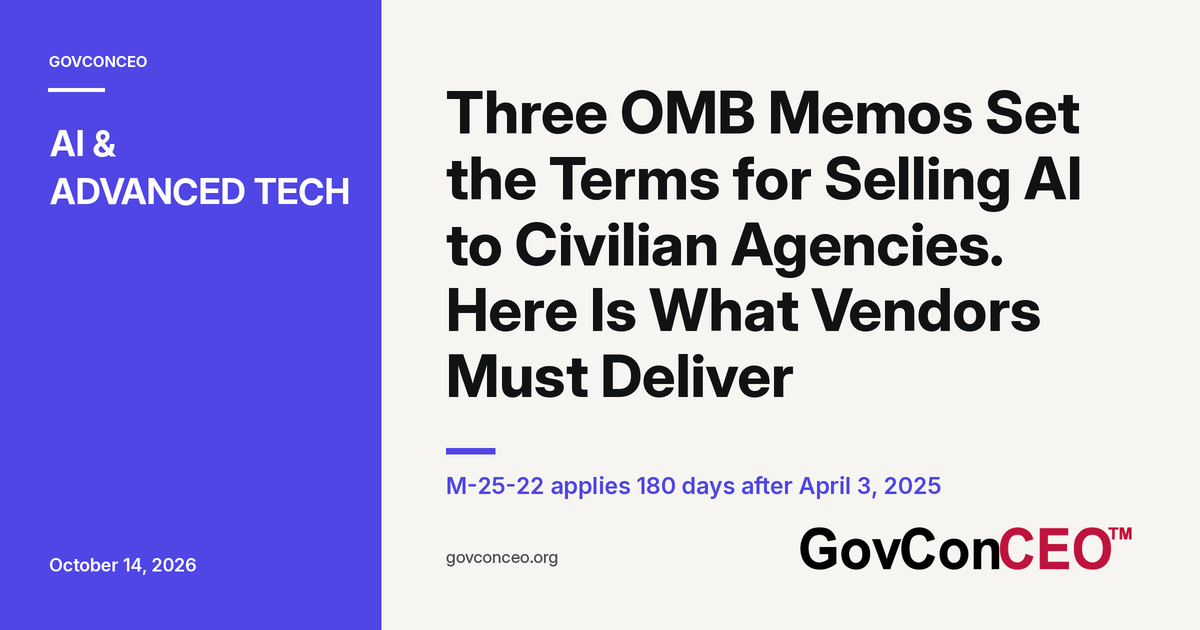 GOVCONCEO
AI &
ADVANCED TECH
October 14, 2026
Three OMB Memos Set
the Terms for Selling AI
to Civilian Agencies.
Here Is What Vendors
Must Deliver
M-25-22 applies 180 days after April 3, 2025
govconceo.org
GovConCEO™